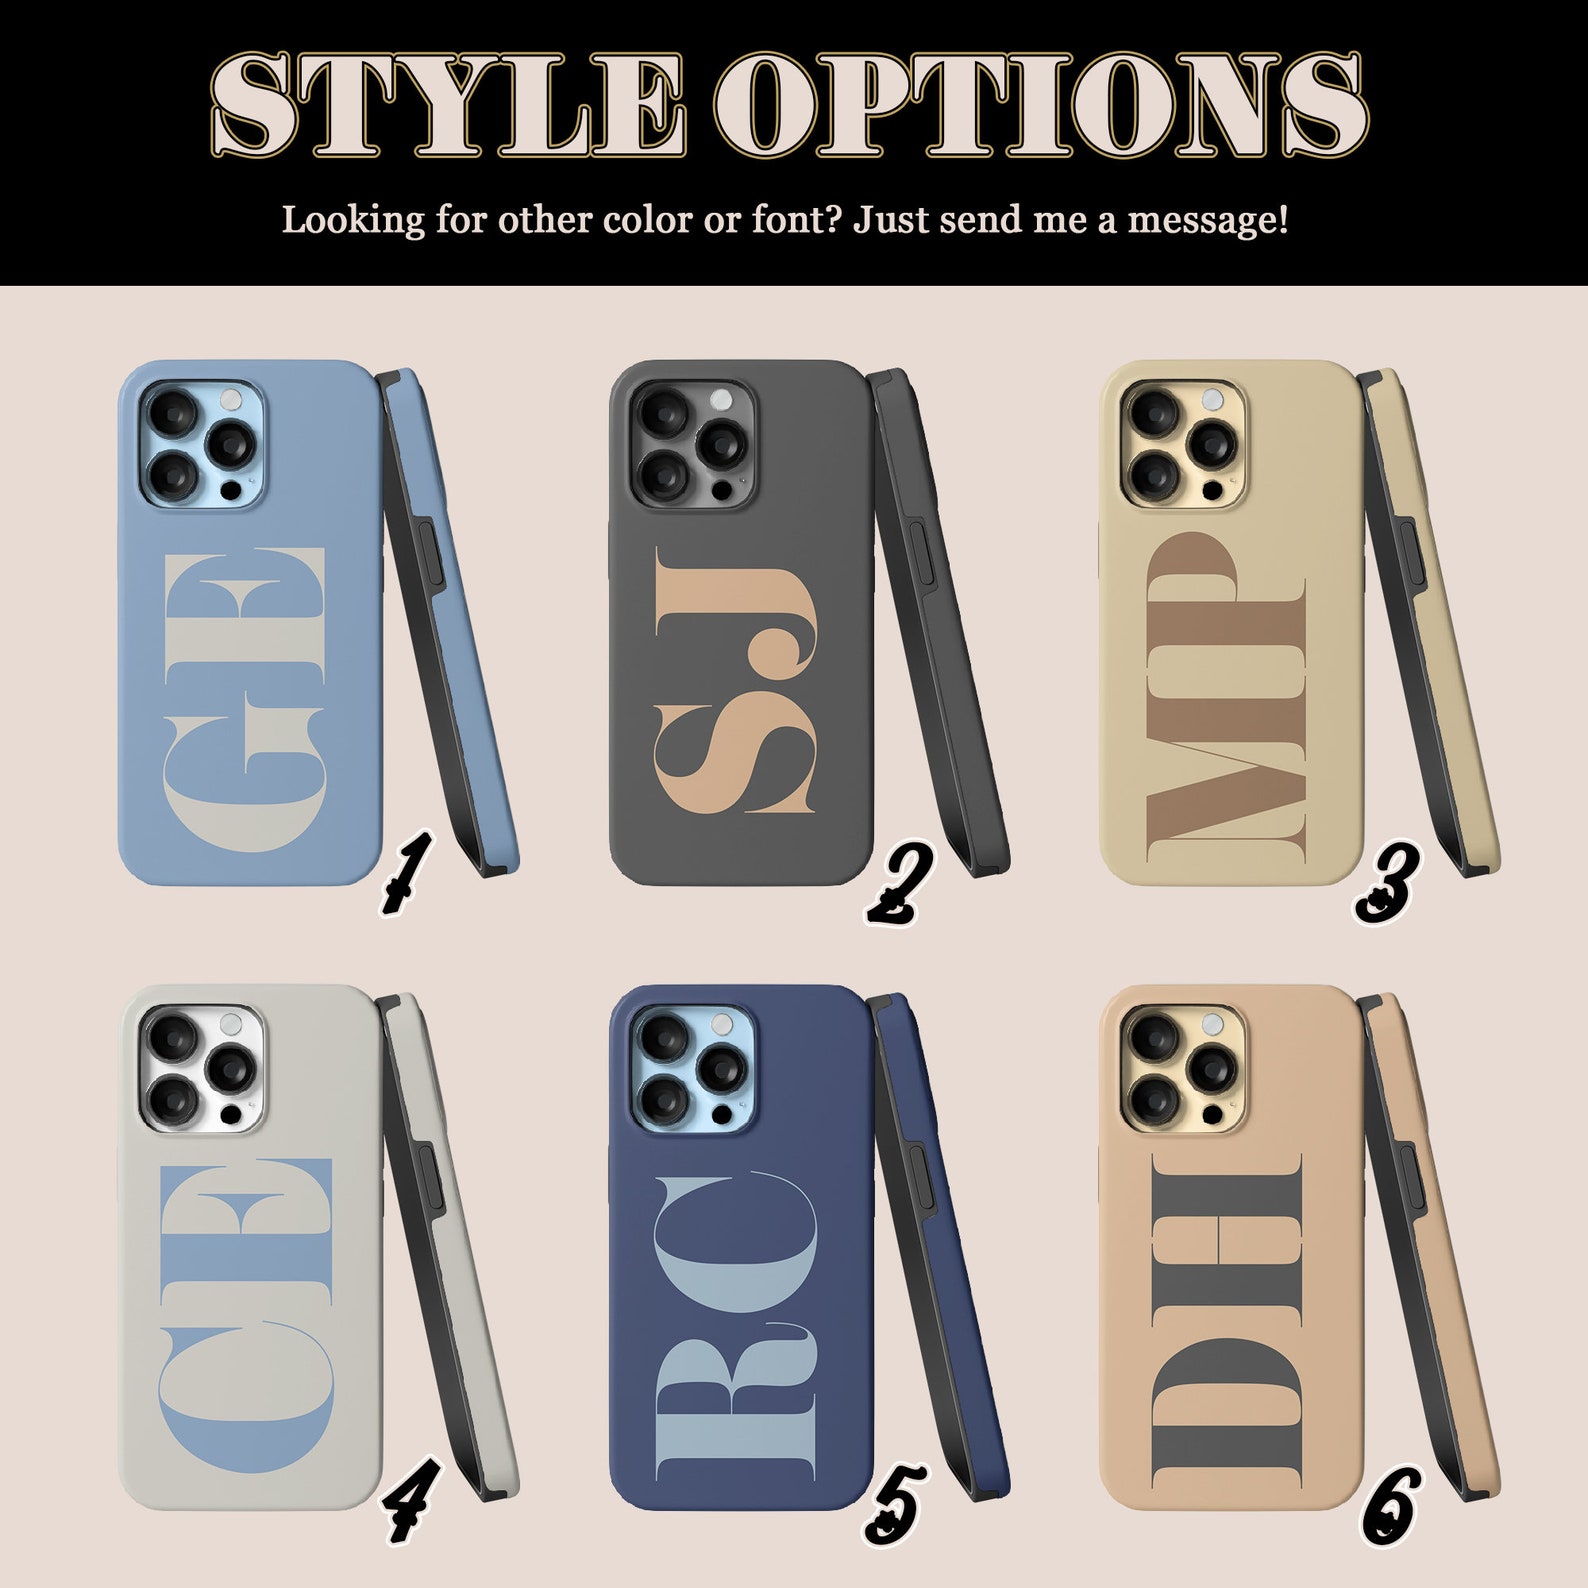 STYLE OPTIONS
Looking for other color or font? Just send me a message!
GE
1
SJ
2
MP
3
CE
4
RC
5
DH
6